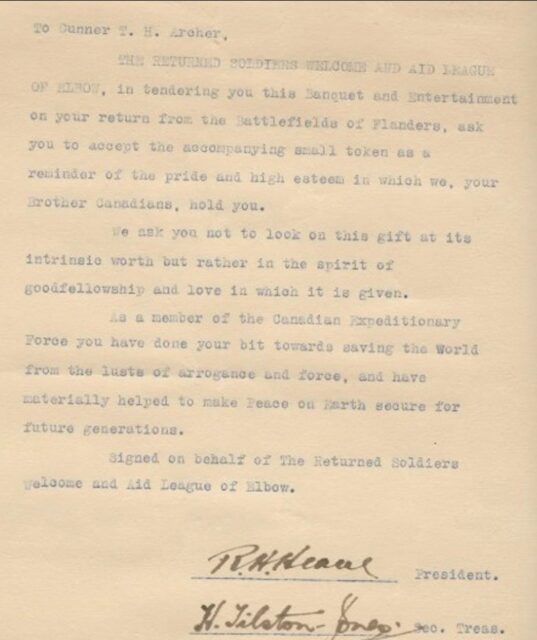 To Gunner T. H. Archer,
THE RETURNED SOLDIERS WELCOME AND AID LEAGUE
OF ELBOW, in tendering you this Banquet and Entertainment
on your return from the Battlefields of Flanders, ask
you to accept the accompanying small token as a
reminder of the pride and high esteem in which we, your
Brother Canadians, hold you.
We ask you not to look on this gift at its
intrinsic worth but rather in the spirit of
goodfellowship and love in which it is given.
As a member of the Canadian Expeditionary
Force you have done your bit towards saving the World
from the lusts of arrogance and force, and have
materially helped to make Peace on Earth secure for
future generations.
Signed on behalf of The Returned Soldiers
Welcome and Aid League of Elbow.
R. H. President.
H. Tilston-Jones. Sec. Treas.